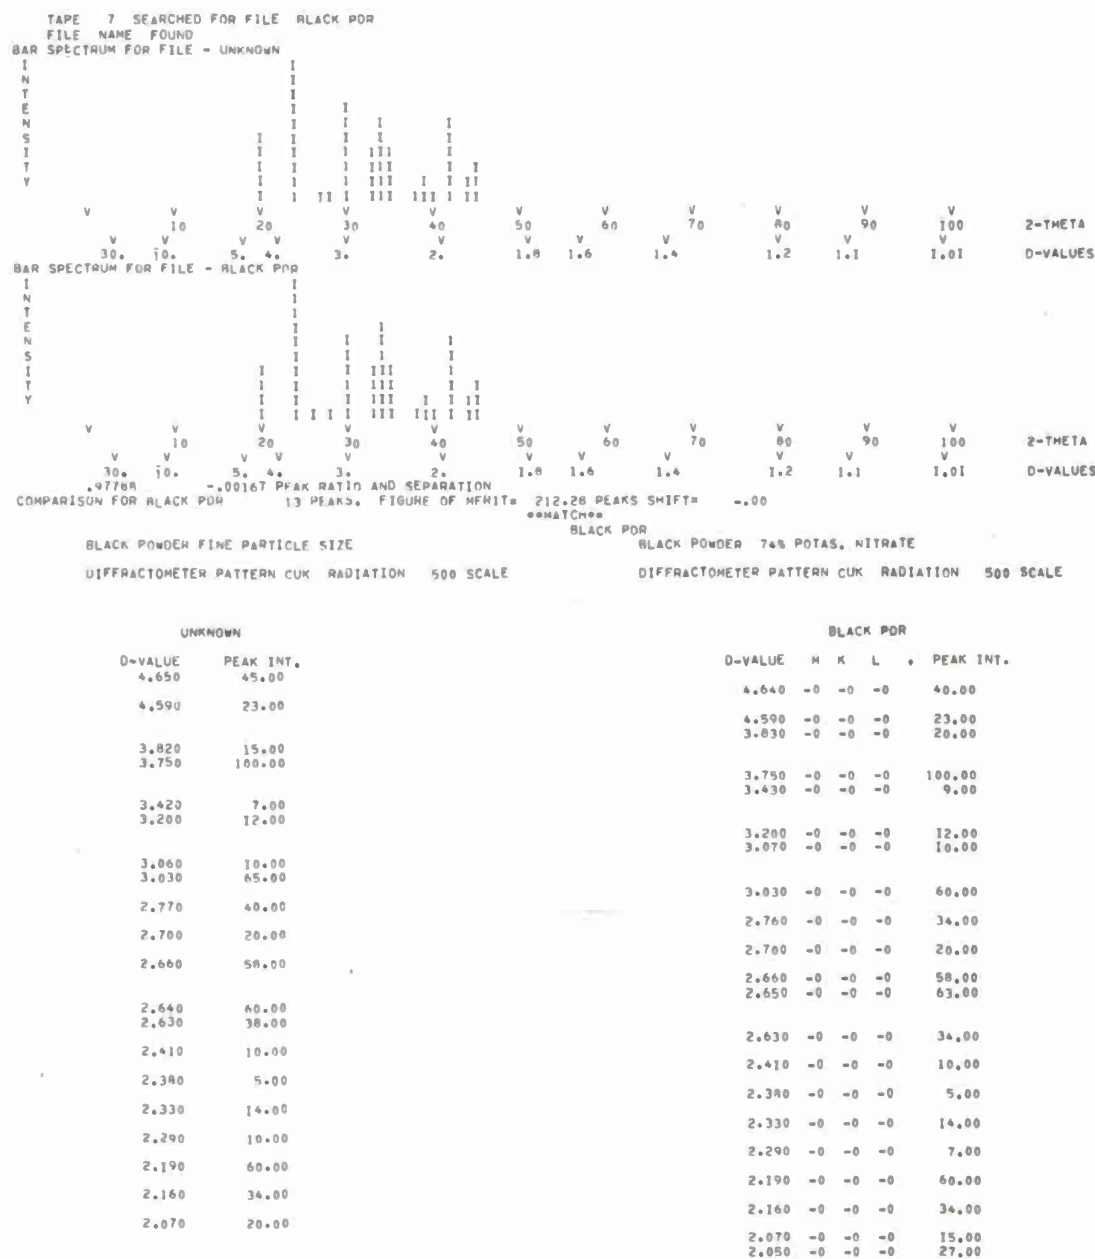 TAPE 7 SEARCHED FOR FILE BLACK PDR
FILE NAME FOUND
BAR SPECTRUM FOR FILE - UNKNOWN
INTENSITY
V V V V V V V V V V V
10 20 30 40 50 60 70 80 90 100 2-THETA
V V V V V V V V V V V V
30. 10. 5. 4. 3. 2. 1.8 1.6 1.4 1.2 1.1 1.01 D-VALUES
BAR SPECTRUM FOR FILE - BLACK PDR
INTENSITY
V V V V V V V V V V V
10 20 30 40 50 60 70 80 90 100 2-THETA
V V V V V V V V V V V V
30. 10. 5. 4. 3. 2. 1.8 1.6 1.4 1.2 1.1 1.01 D-VALUES
.97788 -.00167 PEAK RATIO AND SEPARATION
COMPARISON FOR BLACK PDR 13 PEAKS. FIGURE OF MERIT= 212.28 PEAKS SHIFT= -.00
**MATCH**
BLACK PDR
BLACK POWDER FINE PARTICLE SIZE
DIFFRACTOMETER PATTERN CUK RADIATION 500 SCALE
UNKNOWN
D-VALUE PEAK INT.
4.650 45.00
4.590 23.00
3.820 15.00
3.750 100.00
3.420 7.00
3.200 12.00
3.060 10.00
3.030 65.00
2.770 40.00
2.700 20.00
2.660 58.00
2.640 60.00
2.630 38.00
2.410 10.00
2.380 5.00
2.330 14.00
2.290 10.00
2.190 60.00
2.160 34.00
2.070 20.00
BLACK POWDER 74% POTAS. NITRATE
DIFFRACTOMETER PATTERN CUK RADIATION 500 SCALE
BLACK PDR
D-VALUE H K L , PEAK INT.
4.640 -0 -0 -0 40.00
4.590 -0 -0 -0 23.00
3.830 -0 -0 -0 20.00
3.750 -0 -0 -0 100.00
3.430 -0 -0 -0 9.00
3.200 -0 -0 -0 12.00
3.070 -0 -0 -0 10.00
3.030 -0 -0 -0 60.00
2.760 -0 -0 -0 34.00
2.700 -0 -0 -0 20.00
2.660 -0 -0 -0 58.00
2.650 -0 -0 -0 63.00
2.630 -0 -0 -0 34.00
2.410 -0 -0 -0 10.00
2.380 -0 -0 -0 5.00
2.330 -0 -0 -0 14.00
2.290 -0 -0 -0 7.00
2.190 -0 -0 -0 60.00
2.160 -0 -0 -0 34.00
2.070 -0 -0 -0 15.00
2.050 -0 -0 -0 27.00